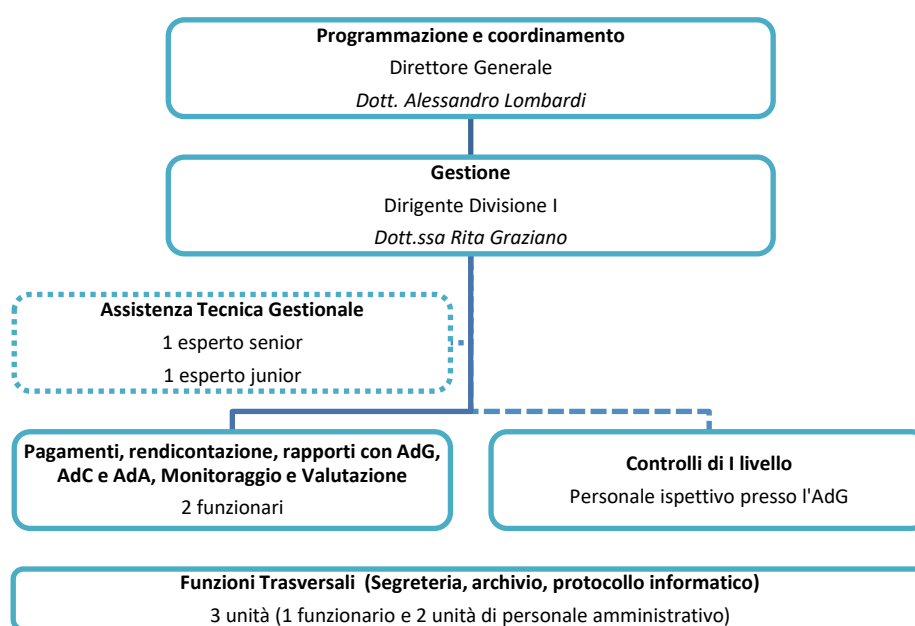 Programmazione e coordinamento
Direttore Generale
Dott. Alessandro Lombardi
Gestione
Dirigente Divisione I
Dott.ssa Rita Graziano
Assistenza Tecnica Gestionale
1 esperto senior
1 esperto junior
Pagamenti, rendicontazione, rapporti con AdG,
AdC e AdA, Monitoraggio e Valutazione
2 funzionari
Controlli di I livello
Personale ispettivo presso l'AdG
Funzioni Trasversali (Segreteria, archivio, protocollo informatico)
3 unità (1 funzionario e 2 unità di personale amministrativo)